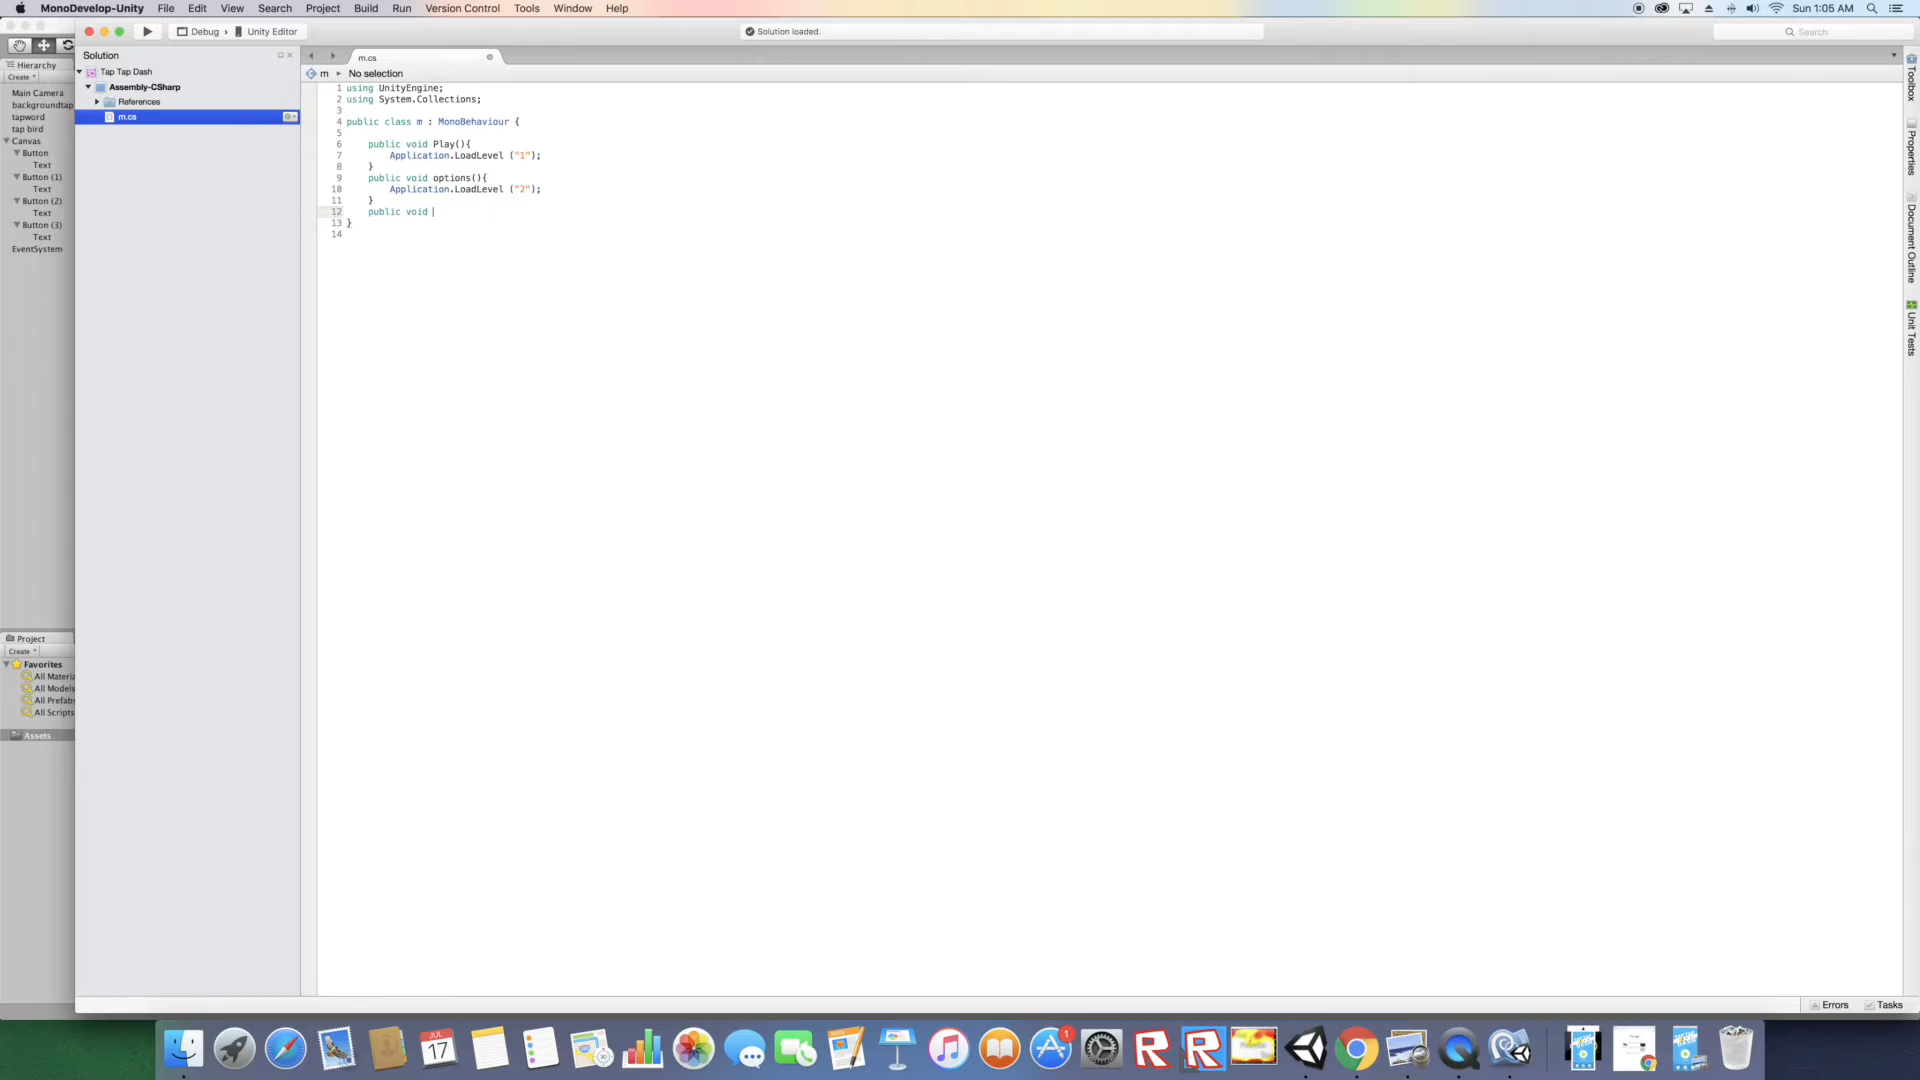 MonoDevelop-Unity File Edit View Search Project Build Run Version Control Tools Window Help
Sun 1:05 AM
Debug › Unity Editor
Solution loaded.
Search
Hierarchy
Create
Main Camera
backgroundtap
tapword
tap bird
Canvas
Button
Text
Button (1)
Text
Button (2)
Text
Button (3)
Text
EventSystem
Project
Create
Favorites
All Materia
All Models
All Prefabs
All Scripts
Assets
Solution
Tap Tap Dash
Assembly-CSharp
References
m.cs
m.cs
m ▸ No selection
1 using UnityEngine;
2 using System.Collections;
3
4 public class m : MonoBehaviour {
5
6 public void Play(){
7 Application.LoadLevel ("1");
8 }
9 public void options(){
10 Application.LoadLevel ("2");
11 }
12 public void
13 }
14
Toolbox
Properties
Document Outline
Unit Tests
Errors Tasks
JUL
17
1